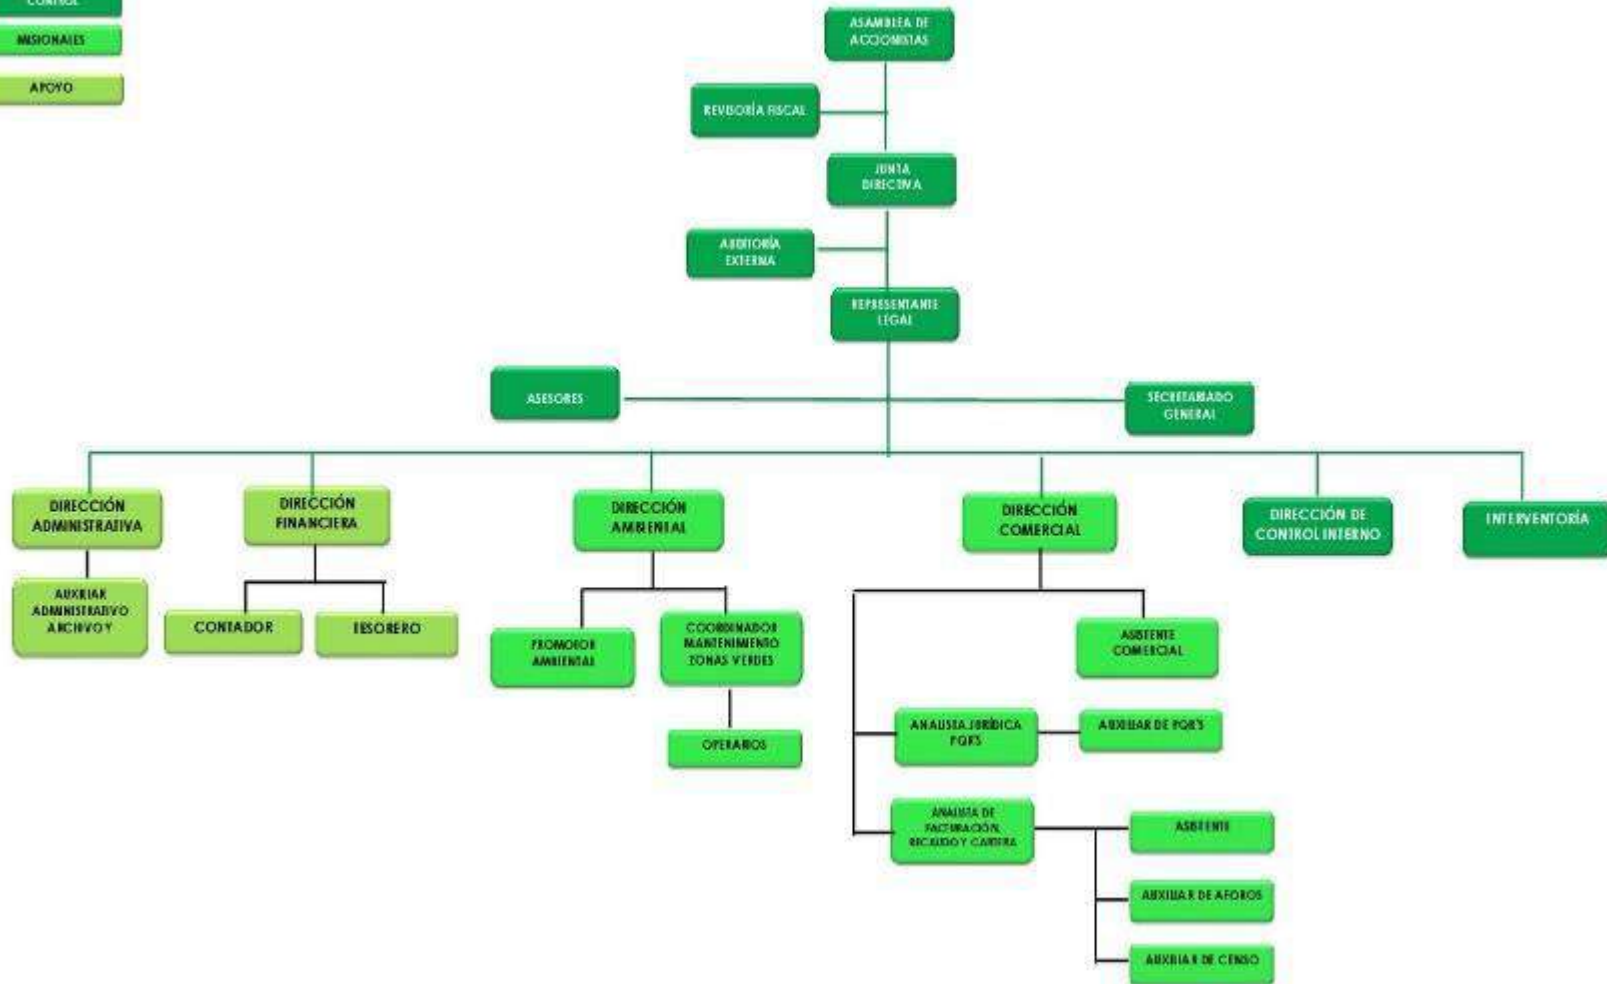 CONTROL
MISIONALES
APOYO
ASAMBLEA DE
ACCIONISTAS
REVISORÍA FISCAL
JUNTA
DIRECTIVA
AUDITORÍA
EXTERNA
REPRESENTANTE
LEGAL
ASESORES
SECRETARIADO
GENERAL
DIRECCIÓN
ADMINISTRATIVA
DIRECCIÓN
FINANCIERA
DIRECCIÓN
AMBIENTAL
DIRECCIÓN
COMERCIAL
DIRECCIÓN DE
CONTROL INTERNO
INTERVENTORÍA
AUXILIAR
ADMINISTRATIVO
ARCHIVO Y
CONTADOR
TESORERO
PROMOTOR
AMBIENTAL
COORDINADOR
MANTENIMIENTO
ZONAS VERDES
ASISTENTE
COMERCIAL
OPERARIOS
ANALISTA JURÍDICA
PQR'S
AUXILIAR DE PQR'S
ANALISTA DE
FACTURACIÓN,
RECAUDO Y CARTERA
ASISTENTE
AUXILIAR DE AFOROS
AUXILIAR DE CENSO